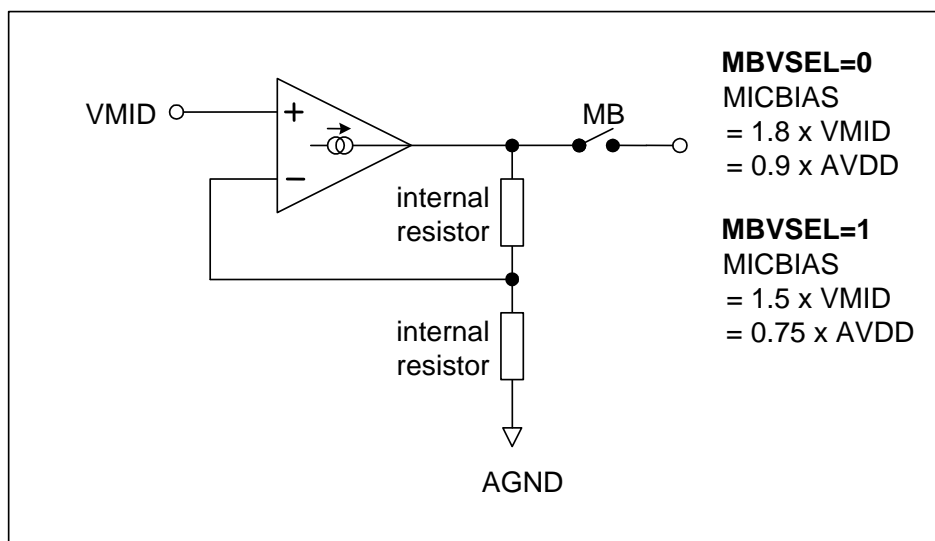 VMID
+
−
MB
internal
resistor
internal
resistor
AGND
MBVSEL=0
MICBIAS
= 1.8 x VMID
= 0.9 x AVDD
MBVSEL=1
MICBIAS
= 1.5 x VMID
= 0.75 x AVDD